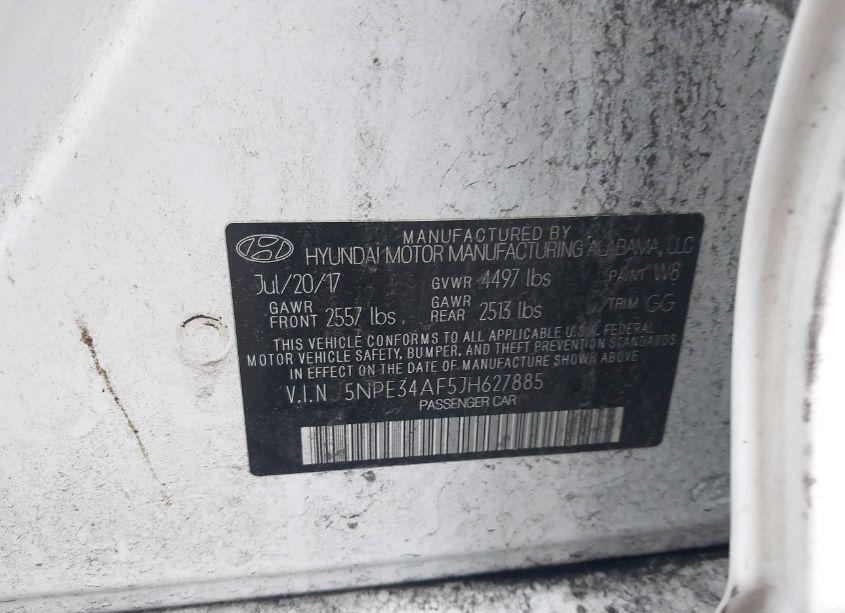 MANUFACTURED BY
HYUNDAI MOTOR MANUFACTURING ALABAMA, LLC
Jul/20/17 GVWR 4497 lbs PAINT W8
GAWR FRONT 2557 lbs GAWR REAR 2513 lbs TRIM GG
THIS VEHICLE CONFORMS TO ALL APPLICABLE U.S. FEDERAL
MOTOR VEHICLE SAFETY, BUMPER, AND THEFT PREVENTION STANDARDS
IN EFFECT ON THE DATE OF MANUFACTURE SHOWN ABOVE
V.I.N 5NPE34AF5JH627885
PASSENGER CAR